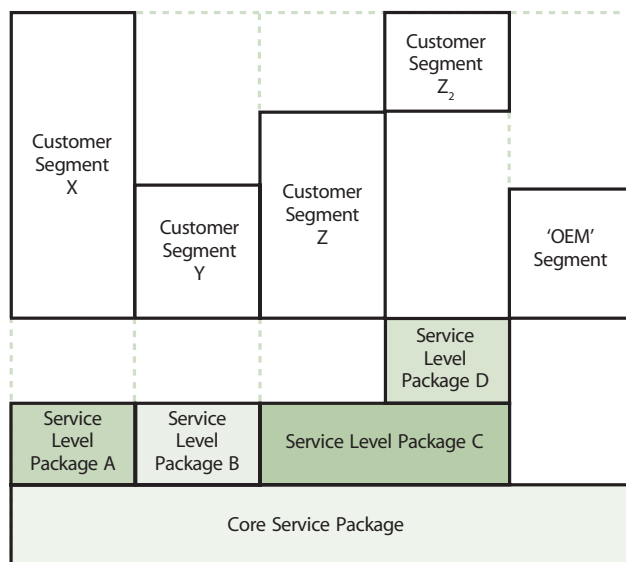 Customer
Segment
X
Customer
Segment
Y
Customer
Segment
Z
Customer
Segment
Z₂
‘OEM’
Segment
Service
Level
Package D
Service
Level
Package A
Service
Level
Package B
Service Level Package C
Core Service Package